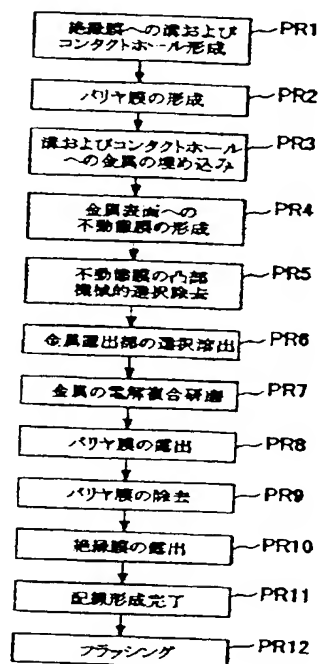 絶縁膜への溝および
コンタクトホール形成
PR1
バリヤ膜の形成
PR2
溝およびコンタクトホール
への金属の埋め込み
PR3
金属表面への
不動態膜の形成
PR4
不動態膜の凸部
機械的選択除去
PR5
金属露出部の選択溶出
PR6
金属の電解複合研磨
PR7
バリヤ膜の露出
PR8
バリヤ膜の除去
PR9
絶縁膜の露出
PR10
配線形成完了
PR11
フラッシング
PR12